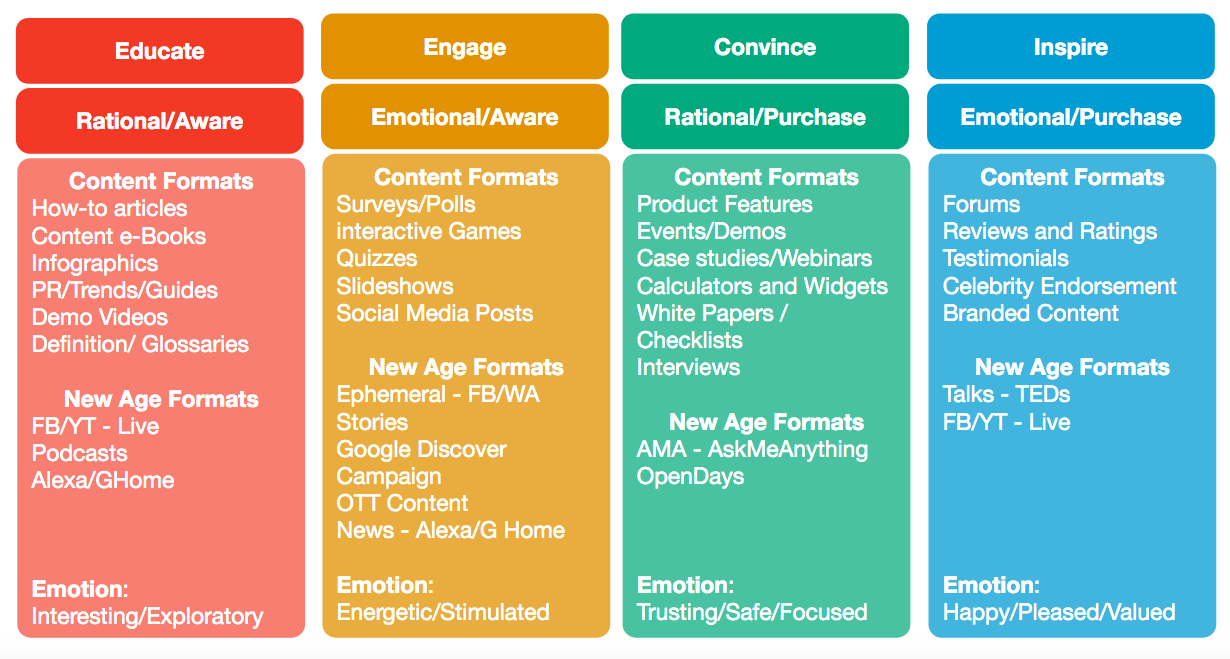 Educate
Rational/Aware
Content Formats
How-to articles
Content e-Books
Infographics
PR/Trends/Guides
Demo Videos
Definition/ Glossaries
New Age Formats
FB/YT - Live
Podcasts
Alexa/GHome
Emotion:
Interesting/Exploratory
Engage
Emotional/Aware
Content Formats
Surveys/Polls
interactive Games
Quizzes
Slideshows
Social Media Posts
New Age Formats
Ephemeral - FB/WA
Stories
Google Discover
Campaign
OTT Content
News - Alexa/G Home
Emotion:
Energetic/Stimulated
Convince
Rational/Purchase
Content Formats
Product Features
Events/Demos
Case studies/Webinars
Calculators and Widgets
White Papers /
Checklists
Interviews
New Age Formats
AMA - AskMeAnything
OpenDays
Emotion:
Trusting/Safe/Focused
Inspire
Emotional/Purchase
Content Formats
Forums
Reviews and Ratings
Testimonials
Celebrity Endorsement
Branded Content
New Age Formats
Talks - TEDs
FB/YT - Live
Emotion:
Happy/Pleased/Valued